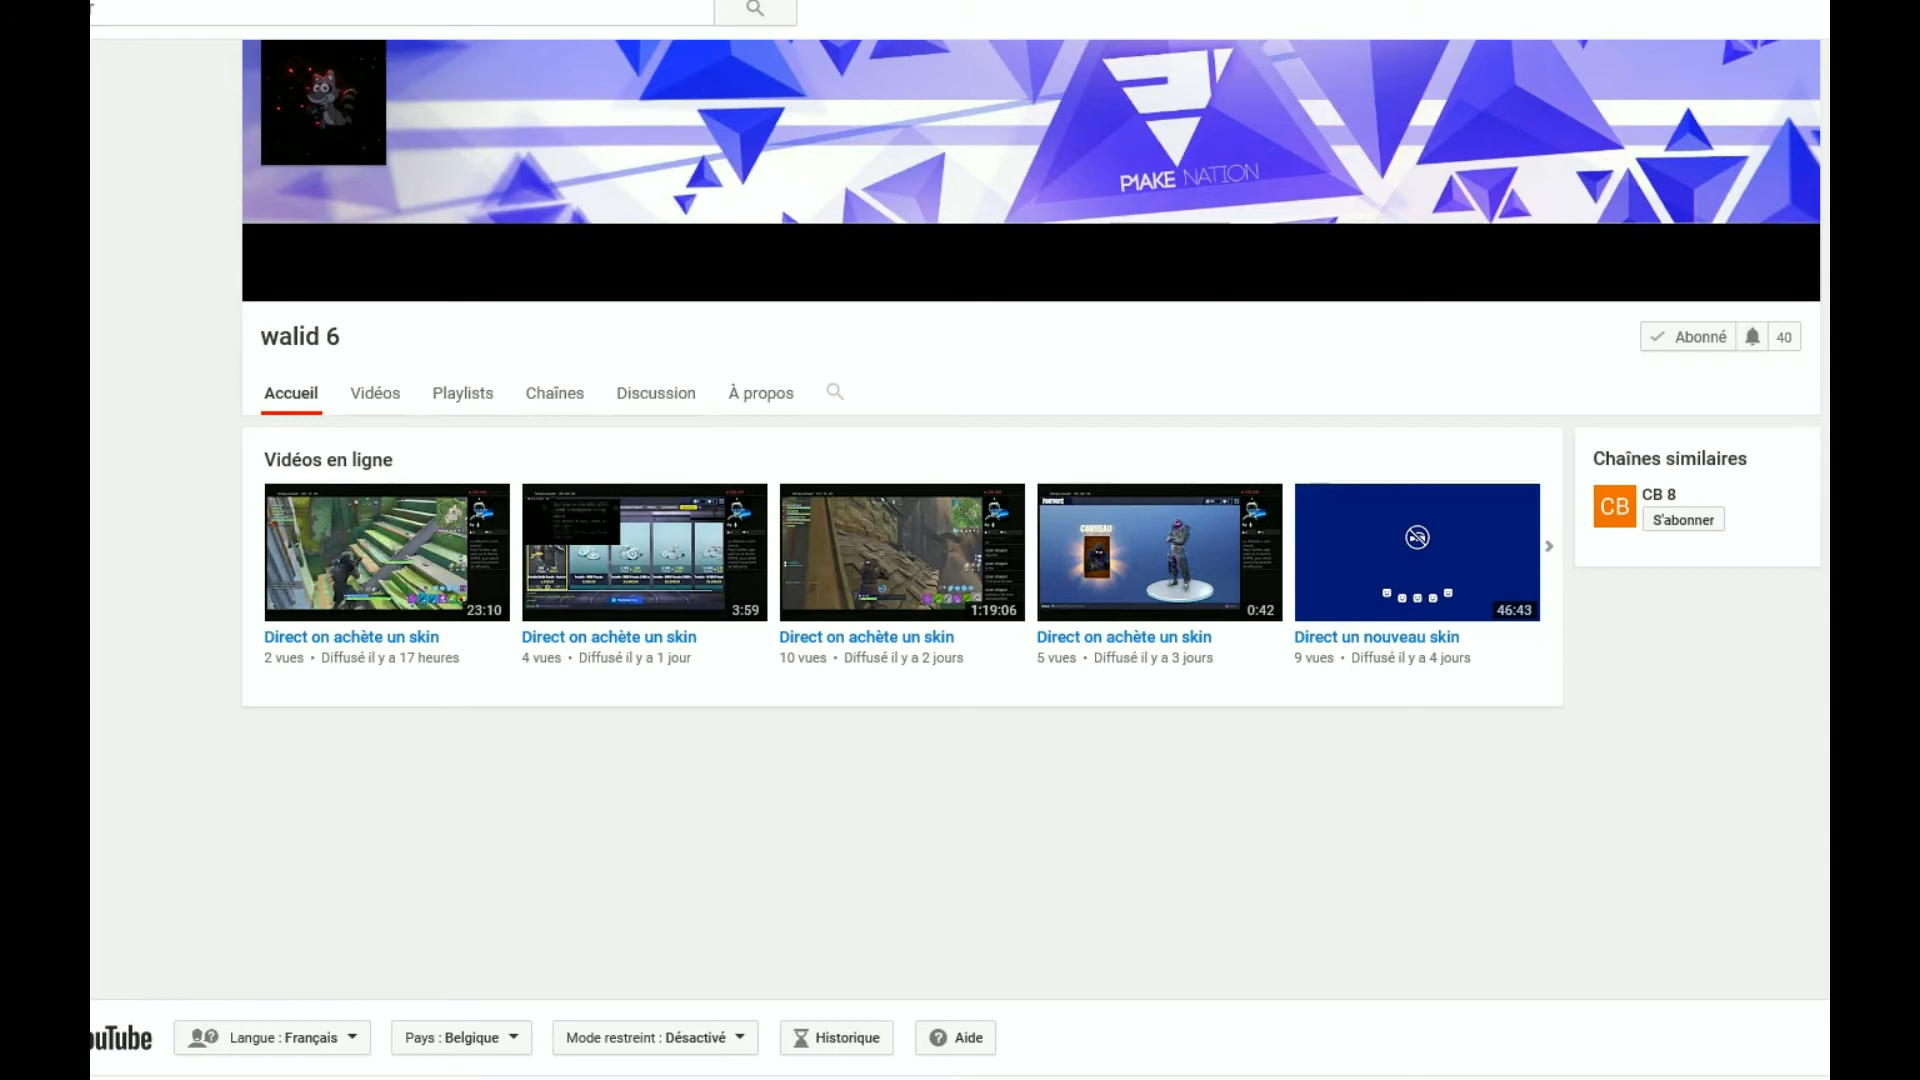 P1AKE NATION
walid 6
Abonné 40
Accueil Vidéos Playlists Chaînes Discussion À propos
Vidéos en ligne
23:10
3:59
1:19:06
CORBEAU
0:42
46:43
Direct on achète un skin
2 vues • Diffusé il y a 17 heures
Direct on achète un skin
4 vues • Diffusé il y a 1 jour
Direct on achète un skin
10 vues • Diffusé il y a 2 jours
Direct on achète un skin
5 vues • Diffusé il y a 3 jours
Direct un nouveau skin
9 vues • Diffusé il y a 4 jours
Chaînes similaires
CB
CB 8
S'abonner
ouTube
Langue : Français
Pays : Belgique
Mode restreint : Désactivé
Historique
Aide